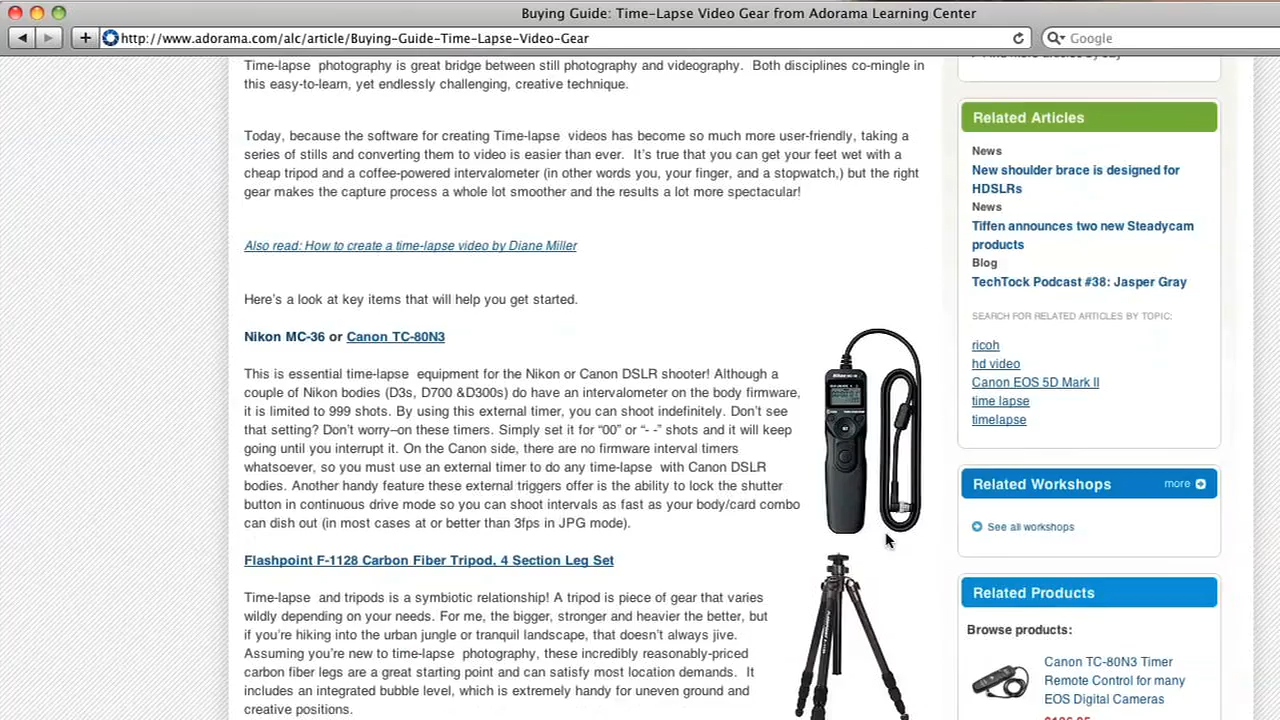 Buying Guide: Time-Lapse Video Gear from Adorama Learning Center
http://www.adorama.com/alc/article/Buying-Guide-Time-Lapse-Video-Gear
Google
Time-lapse photography is great bridge between still photography and videography. Both disciplines co-mingle in
this easy-to-learn, yet endlessly challenging, creative technique.
Today, because the software for creating Time-lapse videos has become so much more user-friendly, taking a
series of stills and converting them to video is easier than ever. It's true that you can get your feet wet with a
cheap tripod and a coffee-powered intervalometer (in other words you, your finger, and a stopwatch,) but the right
gear makes the capture process a whole lot smoother and the results a lot more spectacular!
Also read: How to create a time-lapse video by Diane Miller
Here's a look at key items that will help you get started.
Nikon MC-36 or Canon TC-80N3
This is essential time-lapse equipment for the Nikon or Canon DSLR shooter! Although a
couple of Nikon bodies (D3s, D700 &D300s) do have an intervalometer on the body firmware,
it is limited to 999 shots. By using this external timer, you can shoot indefinitely. Don't see
that setting? Don't worry–on these timers. Simply set it for “00” or “- -” shots and it will keep
going until you interrupt it. On the Canon side, there are no firmware interval timers
whatsoever, so you must use an external timer to do any time-lapse with Canon DSLR
bodies. Another handy feature these external triggers offer is the ability to lock the shutter
button in continuous drive mode so you can shoot intervals as fast as your body/card combo
can dish out (in most cases at or better than 3fps in JPG mode).
Flashpoint F-1128 Carbon Fiber Tripod, 4 Section Leg Set
Time-lapse and tripods is a symbiotic relationship! A tripod is piece of gear that varies
wildly depending on your needs. For me, the bigger, stronger and heavier the better, but
if you're hiking into the urban jungle or tranquil landscape, that doesn't always jive.
Assuming you're new to time-lapse photography, these incredibly reasonably-priced
carbon fiber legs are a great starting point and can satisfy most location demands. It
includes an integrated bubble level, which is extremely handy for uneven ground and
creative positions.
Related Articles
News
New shoulder brace is designed for
HDSLRs
News
Tiffen announces two new Steadycam
products
Blog
TechTock Podcast #38: Jasper Gray
SEARCH FOR RELATED ARTICLES BY TOPIC:
ricoh
hd video
Canon EOS 5D Mark II
time lapse
timelapse
Related Workshops
more
See all workshops
Related Products
Browse products:
Canon TC-80N3 Timer
Remote Control for many
EOS Digital Cameras